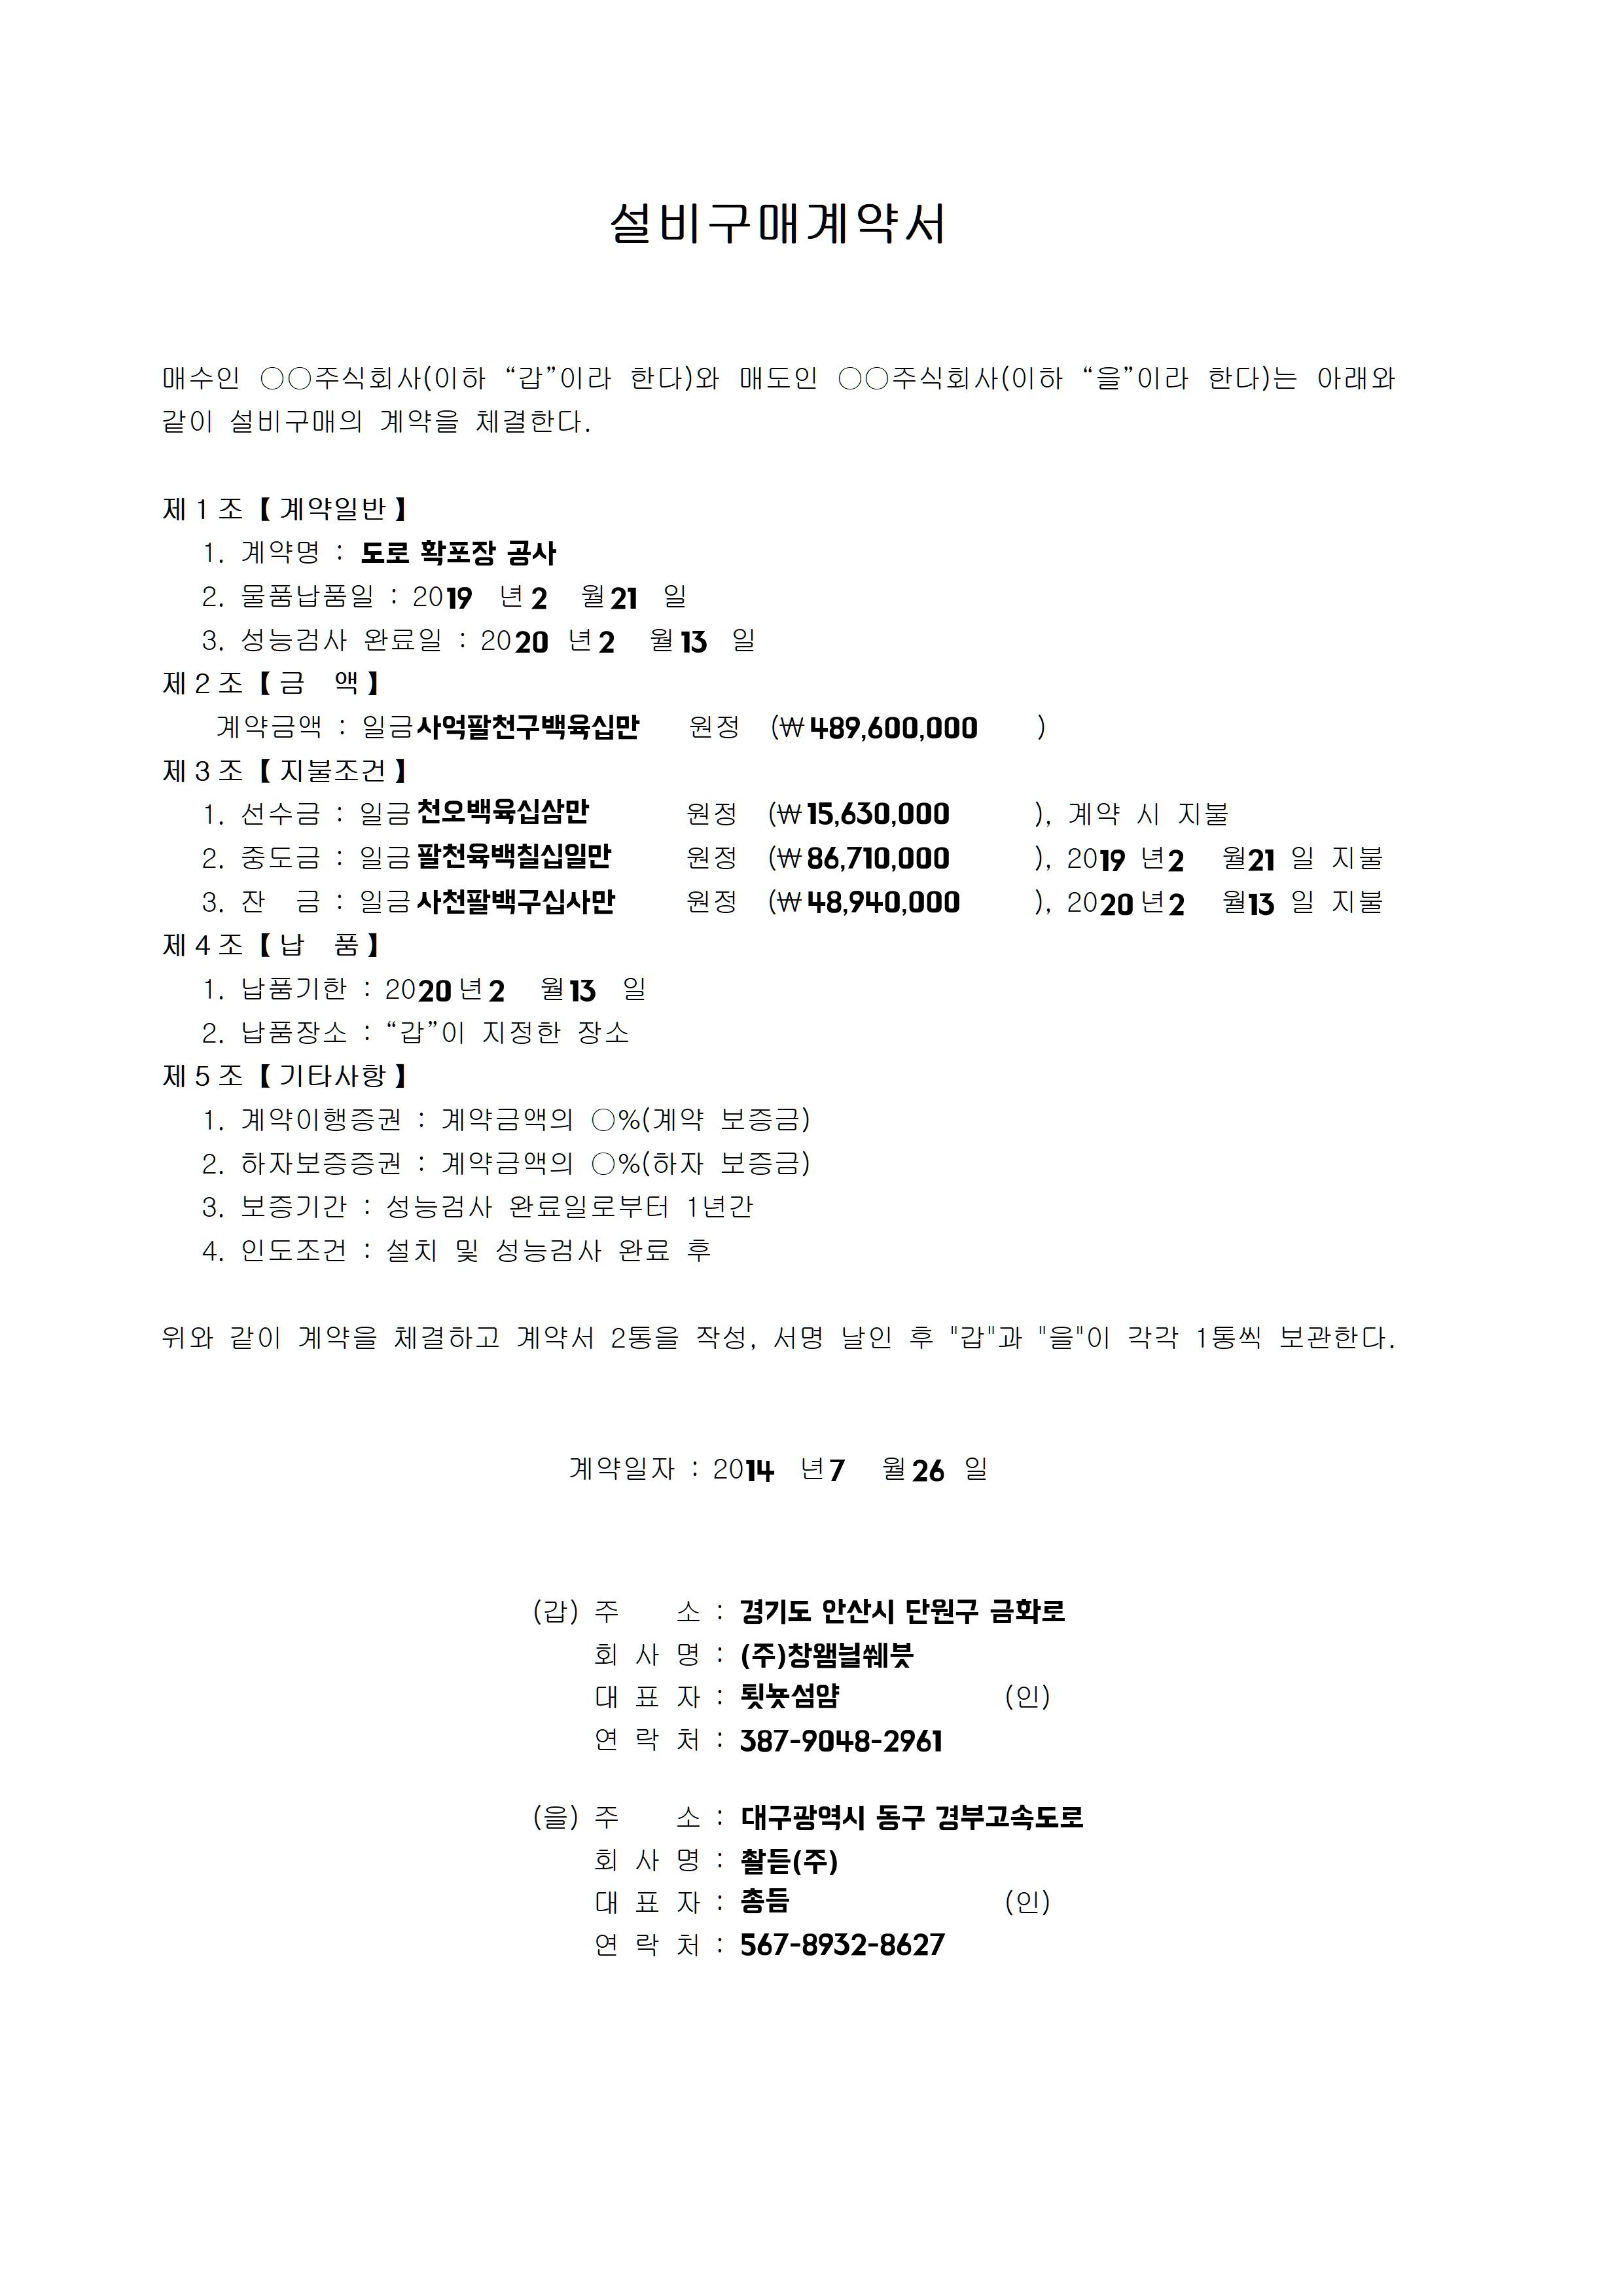 설비구매계약서
매수인 ○○주식회사(이하 “갑”이라 한다)와 매도인 ○○주식회사(이하 “을”이라 한다)는 아래와
같이 설비구매의 계약을 체결한다.
제1조【계약일반】
1. 계약명 : 도로 확포장 공사
2. 물품납품일 : 2019 년 2 월 21 일
3. 성능검사 완료일 : 2020 년 2 월 13 일
제2조【금 액】
계약금액 : 일금 사억팔천구백육십만 원정 (₩ 489,600,000 )
제3조【지불조건】
1. 선수금 : 일금 천오백육십삼만 원정 (₩ 15,630,000 ), 계약 시 지불
2. 중도금 : 일금 팔천육백칠십일만 원정 (₩ 86,710,000 ), 2019 년 2 월 21 일 지불
3. 잔 금 : 일금 사천팔백구십사만 원정 (₩ 48,940,000 ), 2020 년 2 월 13 일 지불
제4조【납 품】
1. 납품기한 : 2020 년 2 월 13 일
2. 납품장소 : “갑”이 지정한 장소
제5조【기타사항】
1. 계약이행증권 : 계약금액의 ○%(계약 보증금)
2. 하자보증증권 : 계약금액의 ○%(하자 보증금)
3. 보증기간 : 성능검사 완료일로부터 1년간
4. 인도조건 : 설치 및 성능검사 완료 후
위와 같이 계약을 체결하고 계약서 2통을 작성, 서명 날인 후 "갑"과 "을"이 각각 1통씩 보관한다.
계약일자 : 2014 년 7 월 26 일
(갑) 주 소 : 경기도 안산시 단원구 금화로
회 사 명 :
대 표 자 : (인)
연 락 처 : 387-9048-2961
(을) 주 소 : 대구광역시 동구 경부고속도로
회 사 명 : 촬듣(주)
대 표 자 : 총듬 (인)
연 락 처 : 567-8932-8627